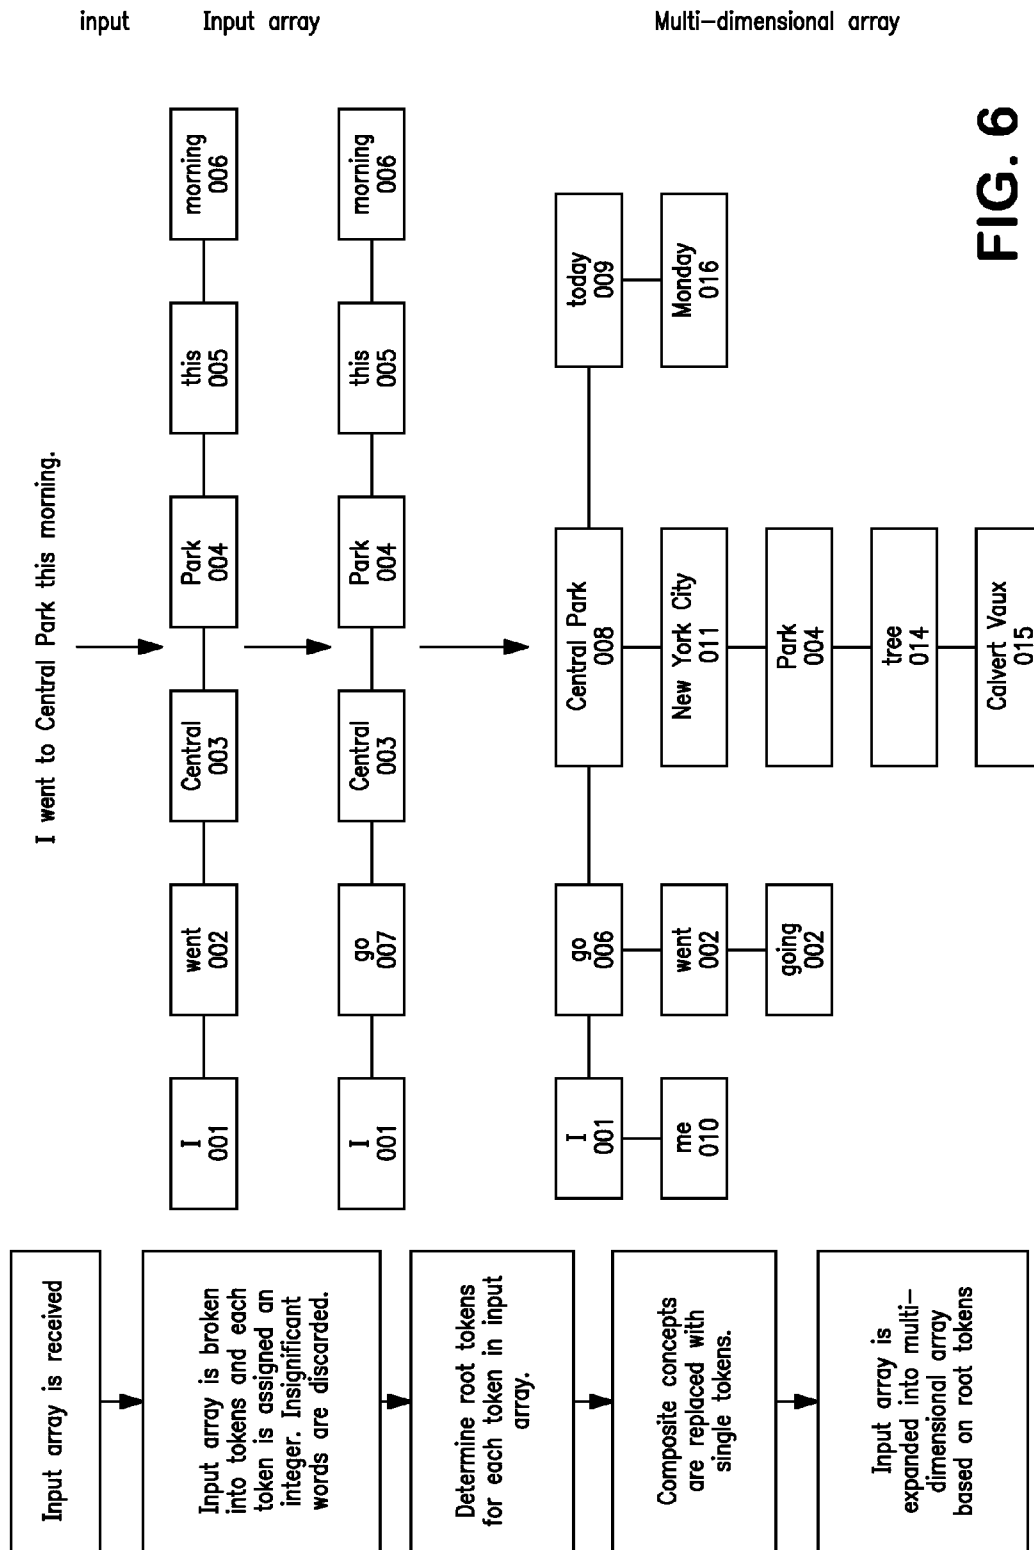 input
Input array
Multi-dimensional array
I went to Central Park this morning.
I
001
went
002
Central
003
Park
004
this
005
morning
006
I
001
go
007
Central
003
Park
004
this
005
morning
006
I
001
go
006
Central Park
008
today
009
me
010
went
002
New York City
011
Monday
016
going
002
Park
004
tree
014
Calvert Vaux
015
Input array is received
Input array is broken
into tokens and each
token is assigned an
integer. Insignificant
words are discarded.
Determine root tokens
for each token in input
array.
Composite concepts
are replaced with
single tokens.
Input array is
expanded into multi-
dimensional array
based on root tokens
FIG. 6